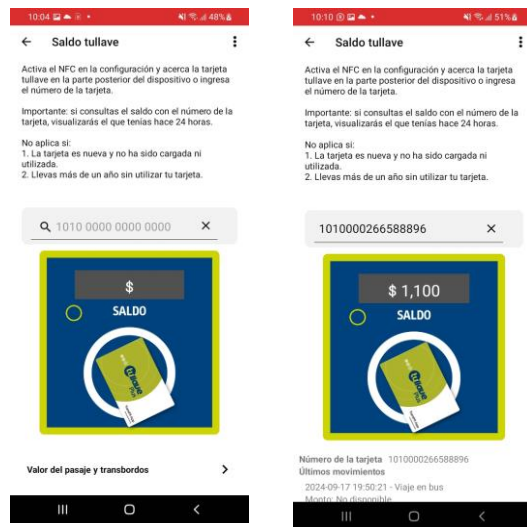 10:04 48%
Saldo tullave
Activa el NFC en la configuración y acerca la tarjeta
tullave en la parte posterior del dispositivo o ingresa
el número de la tarjeta.
Importante: si consultas el saldo con el número de la
tarjeta, visualizarás el que tenías hace 24 horas.
No aplica si:
1. La tarjeta es nueva y no ha sido cargada ni
utilizada.
2. Llevas más de un año sin utilizar tu tarjeta.
1010 0000 0000 0000
$
SALDO
tullave
Plus
Valor del pasaje y transbordos
10:10 51%
Saldo tullave
Activa el NFC en la configuración y acerca la tarjeta
tullave en la parte posterior del dispositivo o ingresa
el número de la tarjeta.
Importante: si consultas el saldo con el número de la
tarjeta, visualizarás el que tenías hace 24 horas.
No aplica si:
1. La tarjeta es nueva y no ha sido cargada ni
utilizada.
2. Llevas más de un año sin utilizar tu tarjeta.
1010000266588896
$ 1,100
SALDO
tullave
Plus
Número de la tarjeta 1010000266588896
Últimos movimientos
2024-09-17 19:50:21 - Viaje en bus
Monto: No disponible